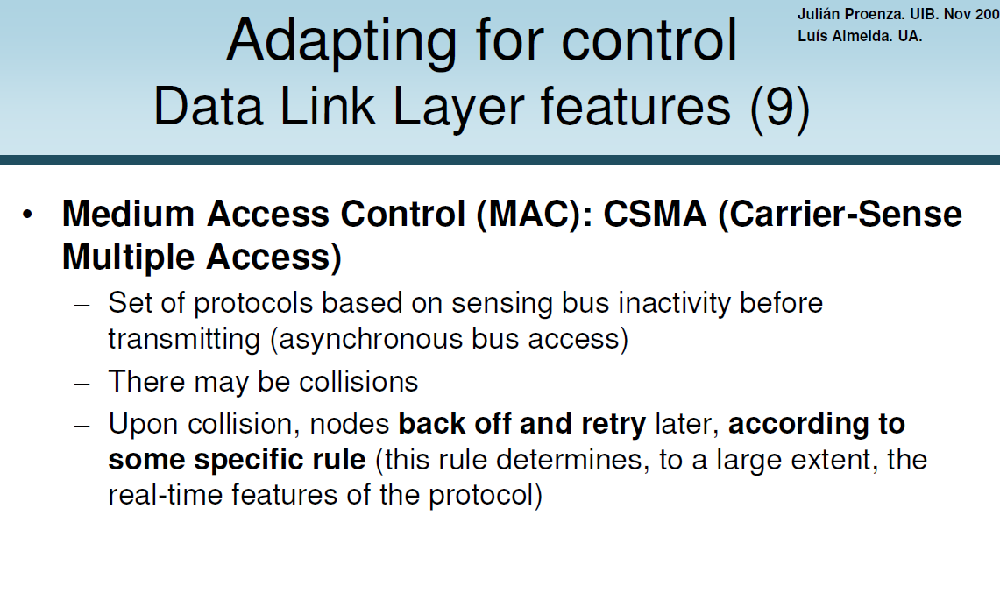 Julián Proenza. UIB. Nov 200
Luís Almeida. UA.
Adapting for control
Data Link Layer features (9)
• Medium Access Control (MAC): CSMA (Carrier-Sense
Multiple Access)
– Set of protocols based on sensing bus inactivity before
transmitting (asynchronous bus access)
– There may be collisions
– Upon collision, nodes back off and retry later, according to
some specific rule (this rule determines, to a large extent, the
real-time features of the protocol)